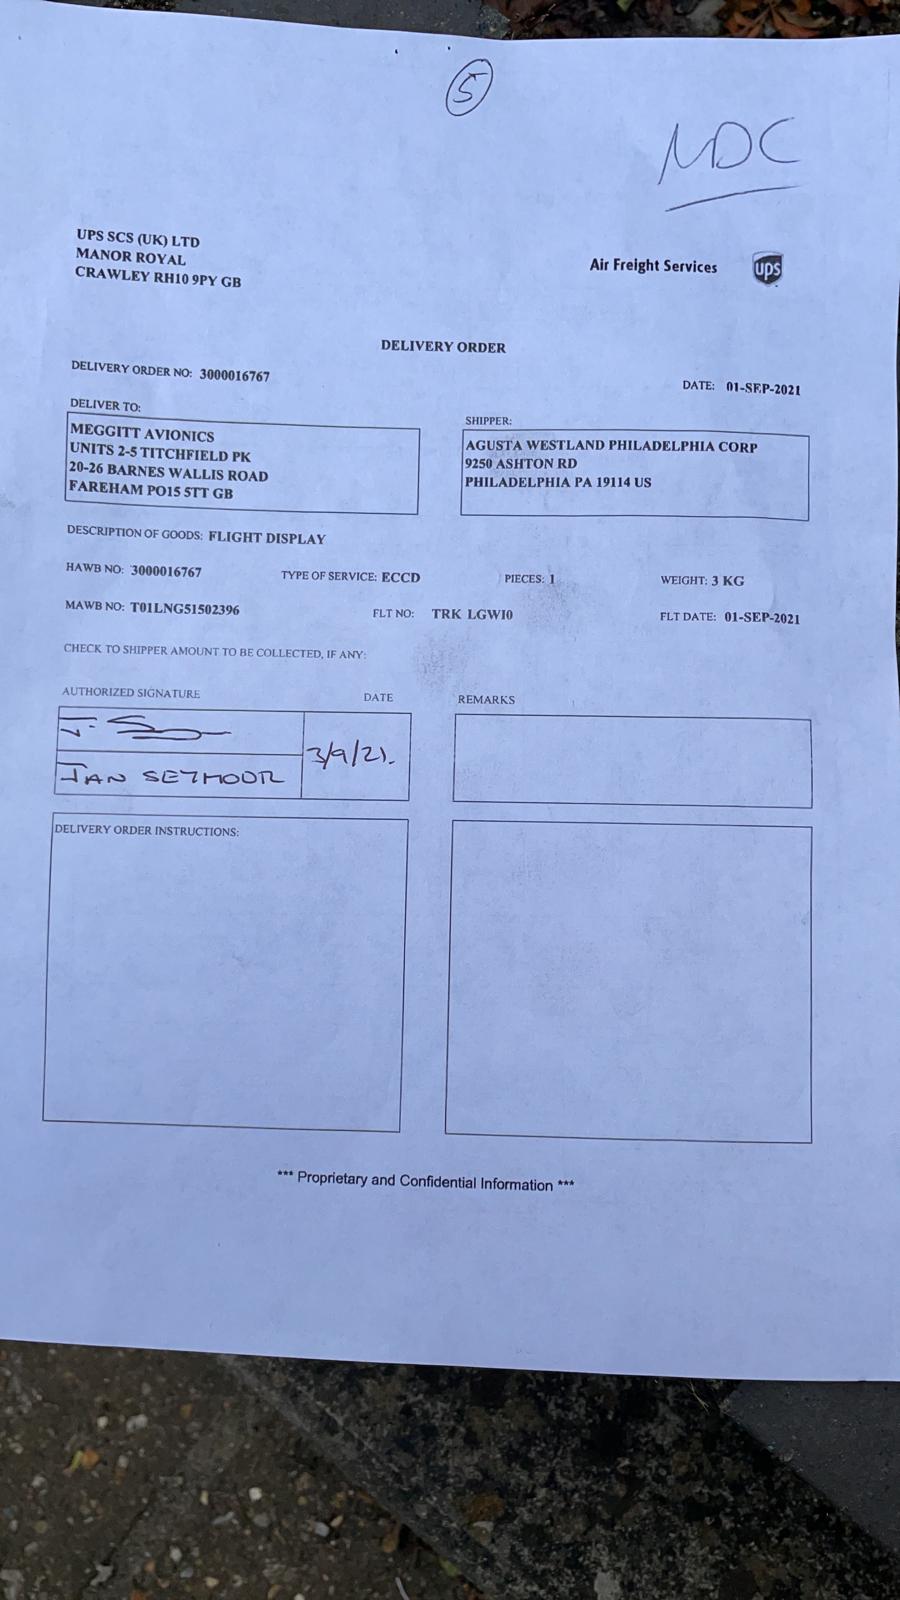 5
NDC
UPS SCS (UK) LTD
MANOR ROYAL
CRAWLEY RH10 9PY GB
Air Freight Services ups
DELIVERY ORDER
DELIVERY ORDER NO: 3000016767
DATE: 01-SEP-2021
DELIVER TO:
MEGGITT AVIONICS
UNITS 2-5 TITCHFIELD PK
20-26 BARNES WALLIS ROAD
FAREHAM PO15 5TT GB
SHIPPER:
AGUSTA WESTLAND PHILADELPHIA CORP
9250 ASHTON RD
PHILADELPHIA PA 19114 US
DESCRIPTION OF GOODS: FLIGHT DISPLAY
HAWB NO: 3000016767 TYPE OF SERVICE: ECCD PIECES: 1 WEIGHT: 3 KG
MAWB NO: T01LNG51502396 FLT NO: TRK LGW10 FLT DATE: 01-SEP-2021
CHECK TO SHIPPER AMOUNT TO BE COLLECTED, IF ANY:
AUTHORIZED SIGNATURE DATE
3/9/21.
JAN SEYMOUR
REMARKS
DELIVERY ORDER INSTRUCTIONS:
*** Proprietary and Confidential Information ***